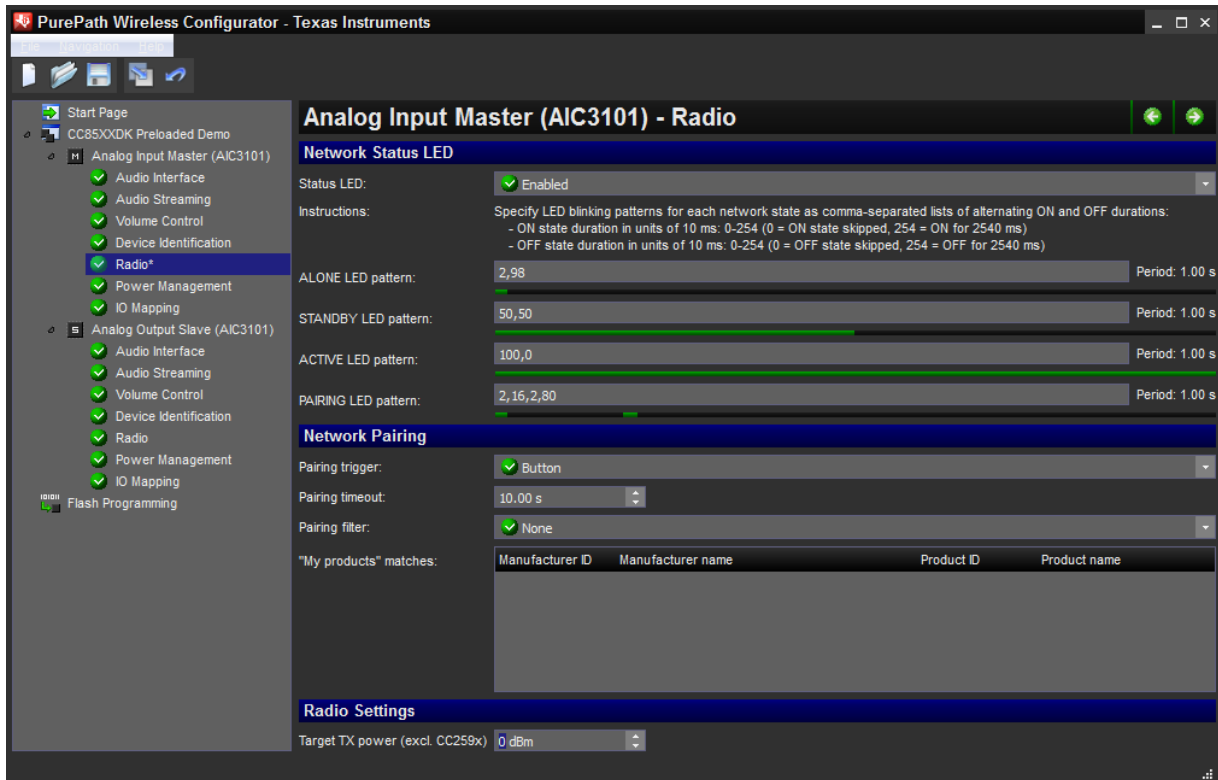 PurePath Wireless Configurator - Texas Instruments
File Navigation Help
Start Page
CC85XXDK Preloaded Demo
M Analog Input Master (AIC3101)
Audio Interface
Audio Streaming
Volume Control
Device Identification
Radio*
Power Management
IO Mapping
S Analog Output Slave (AIC3101)
Audio Interface
Audio Streaming
Volume Control
Device Identification
Radio
Power Management
IO Mapping
Flash Programming
Analog Input Master (AIC3101) - Radio
Network Status LED
Status LED: Enabled
Instructions: Specify LED blinking patterns for each network state as comma-separated lists of alternating ON and OFF durations:
- ON state duration in units of 10 ms: 0-254 (0 = ON state skipped, 254 = ON for 2540 ms)
- OFF state duration in units of 10 ms: 0-254 (0 = OFF state skipped, 254 = OFF for 2540 ms)
ALONE LED pattern: 2,98 Period: 1.00 s
STANDBY LED pattern: 50,50 Period: 1.00 s
ACTIVE LED pattern: 100,0 Period: 1.00 s
PAIRING LED pattern: 2,16,2,80 Period: 1.00 s
Network Pairing
Pairing trigger: Button
Pairing timeout: 10.00 s
Pairing filter: None
"My products" matches: Manufacturer ID Manufacturer name Product ID Product name
Radio Settings
Target TX power (excl. CC259x) 0 dBm